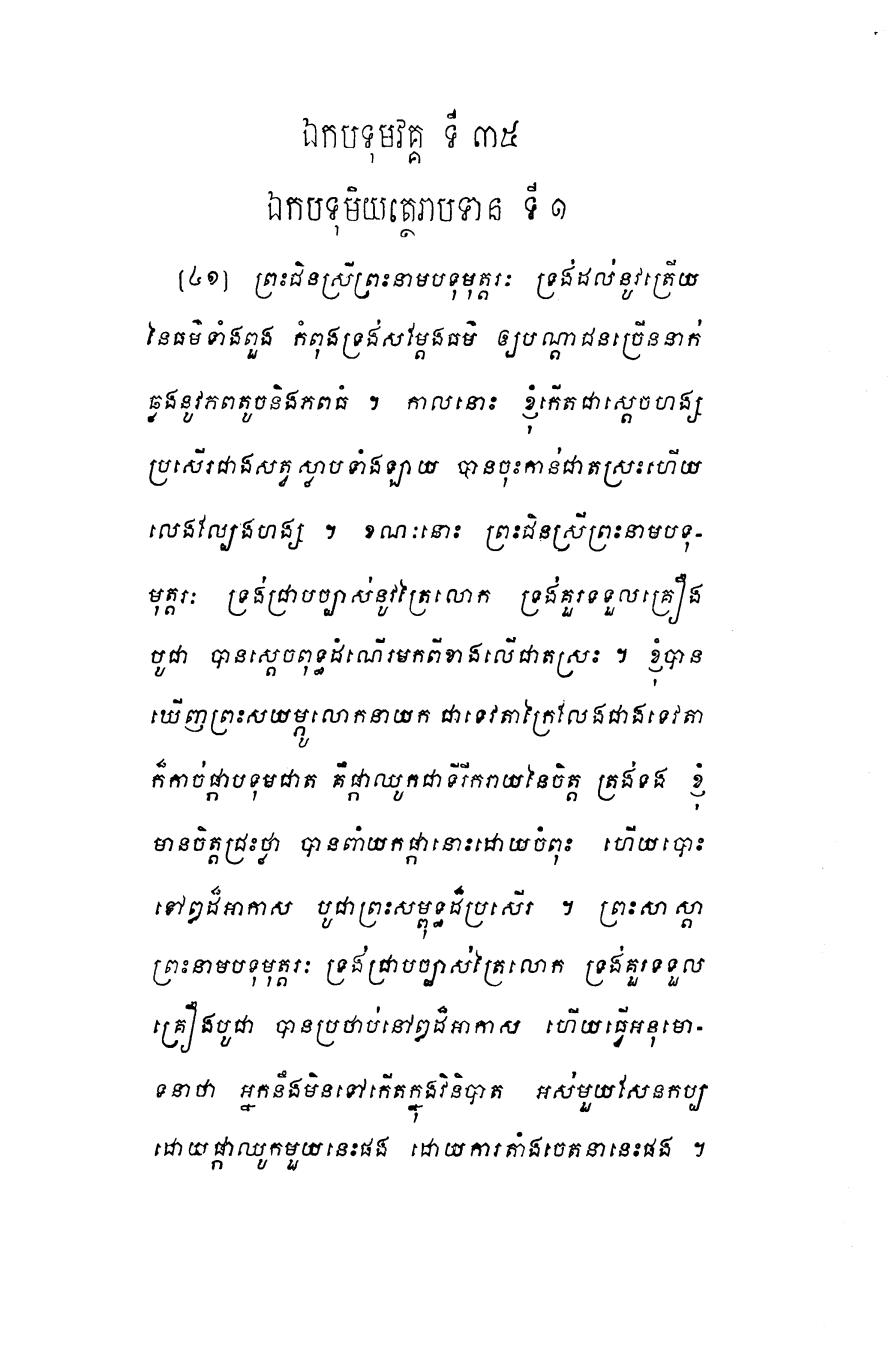 ឯកបទុមវគ្គ ទី ៣៥
ឯកបទុមិយត្ថេរាបទាន ទី ១
(៤១) ព្រះជិនស្រីព្រះនាមបទុមុត្តរៈ ទ្រង់ដល់នូវត្រើយ
នៃធម៌ទាំងពួង កំពុងទ្រង់សម្តែងធម៌ ឲ្យបណ្តាជនច្រើននាក់
ឆ្លងនូវភពតូចនិងភពធំ ។ កាលនោះ ខ្ញុំកើតជាស្តេចហង្ស
ប្រសើរជាងសត្វស្លាបទាំងឡាយ បានចុះកាន់ជាតស្រះហើយ
លេងល្បែងហង្ស ។ ខណៈនោះ ព្រះជិនស្រីព្រះនាមបទុ-
មុត្តរៈ ទ្រង់ជ្រាបច្បាស់នូវត្រៃលោក ទ្រង់គួរទទួលគ្រឿង
បូជា បានស្តេចពុទ្ធដំណើរមកពីខាងលើជាតស្រះ ។ ខ្ញុំបាន
ឃើញព្រះសយម្ភូលោកនាយក ជាទេវតាក្រៃលែងជាងទេវតា
ក៏កាច់ផ្កាបទុមជាត គឺផ្កាឈូកជាទីរីករាយនៃចិត្ត ត្រង់ទង ខ្ញុំ
មានចិត្តជ្រះថ្លា បានពាំយកផ្កានោះដោយចំពុះ ហើយបោះ
ទៅឰដ៏អាកាស បូជាព្រះសម្ពុទ្ធដ៏ប្រសើរ ។ ព្រះសាស្តា
ព្រះនាមបទុមុត្តរៈ ទ្រង់ជ្រាបច្បាស់ត្រៃលោក ទ្រង់គួរទទួល
គ្រឿងបូជា បានប្រថាប់នៅឰដ៏អាកាស ហើយធ្វើអនុមោ-
ទនាថា អ្នកនឹងមិនទៅកើតក្នុងវិនិបាត អស់មួយសែនកប្ប
ដោយផ្កាឈូកមួយនេះផង ដោយការតាំងចេតនានេះផង ។